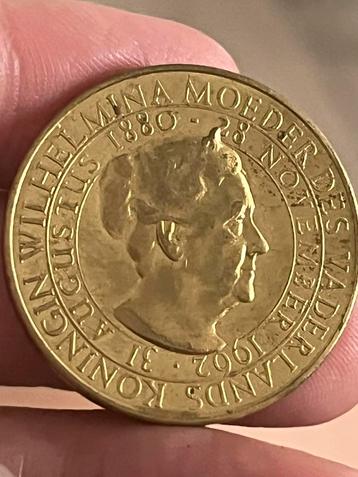 KONINGIN WILHELMINA MOEDER DES VADERLANDS
31 AUGUSTUS 1880 - 28 NOVEMBER 1962 ·